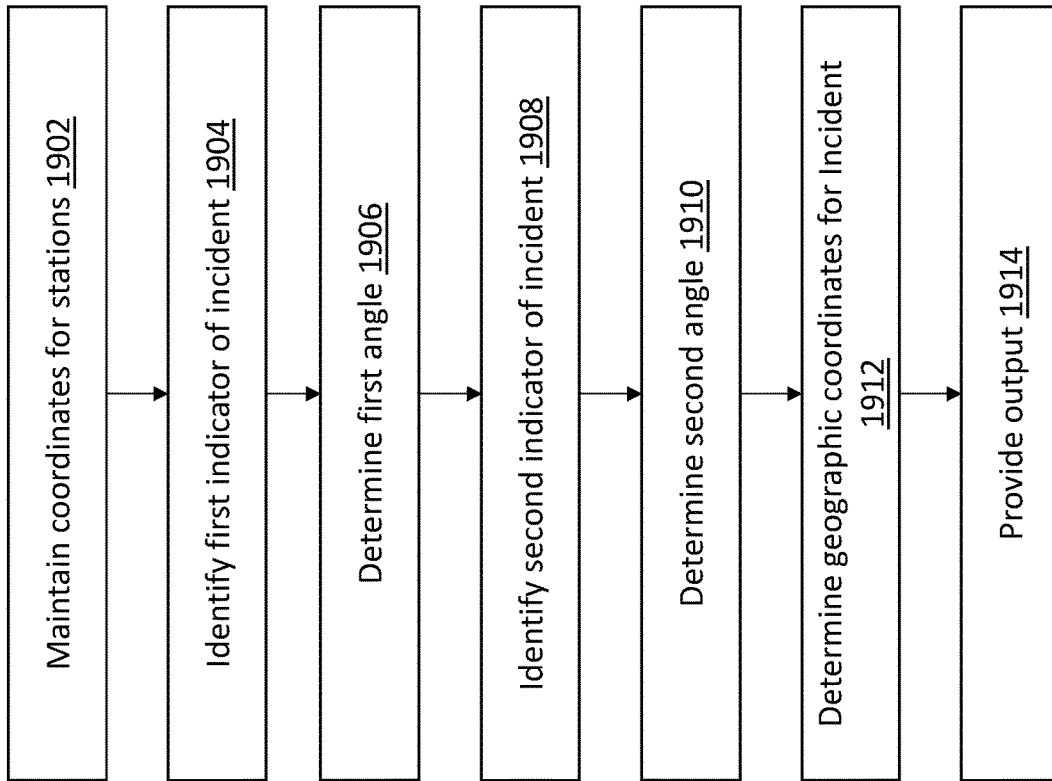 Maintain coordinates for stations 1902
Identify first indicator of incident 1904
Determine first angle 1906
Identify second indicator of incident 1908
Determine second angle 1910
Determine geographic coordinates for Incident
1912
Provide output 1914